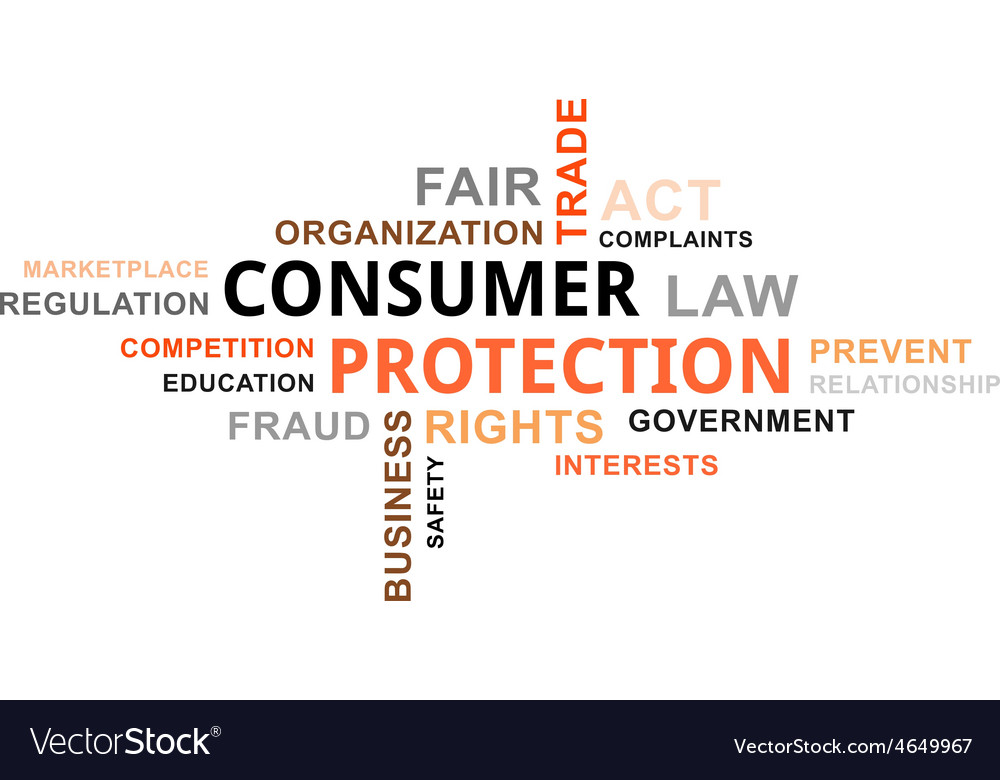 TRADE
FAIR
ACT
ORGANIZATION
COMPLAINTS
MARKETPLACE
CONSUMER
LAW
REGULATION
COMPETITION
PROTECTION
PREVENT
EDUCATION
RELATIONSHIP
FRAUD
BUSINESS
RIGHTS
GOVERNMENT
SAFETY
INTERESTS
VectorStock®
VectorStock.com/4649967